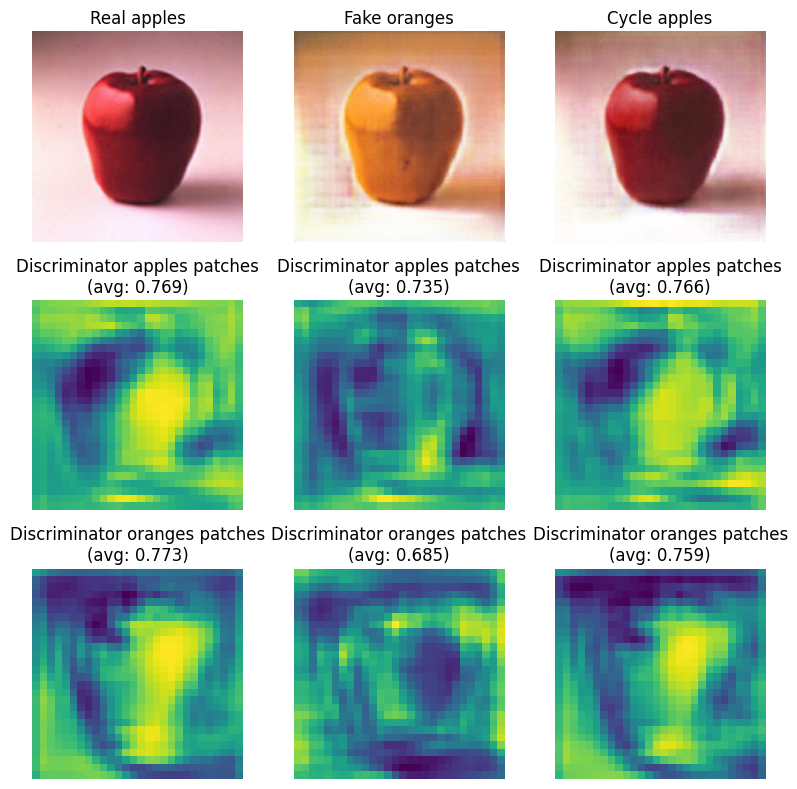 Real apples
Fake oranges
Cycle apples
Discriminator apples patches
(avg: 0.769)
Discriminator apples patches
(avg: 0.735)
Discriminator apples patches
(avg: 0.766)
Discriminator oranges patches
(avg: 0.773)
Discriminator oranges patches
(avg: 0.685)
Discriminator oranges patches
(avg: 0.759)